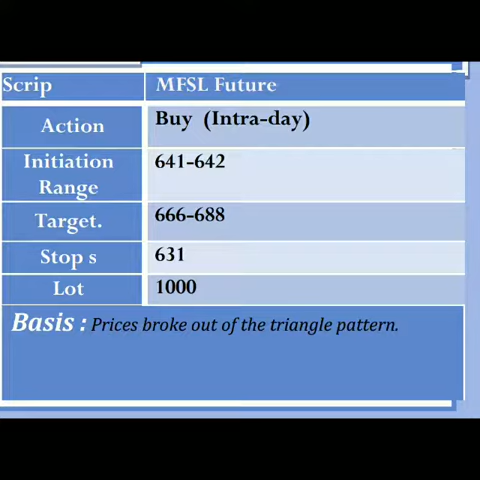 Scrip MFSL Future
Action Buy (Intra-day)
Initiation Range 641-642
Target. 666-688
Stop s 631
Lot 1000
Basis : Prices broke out of the triangle pattern.